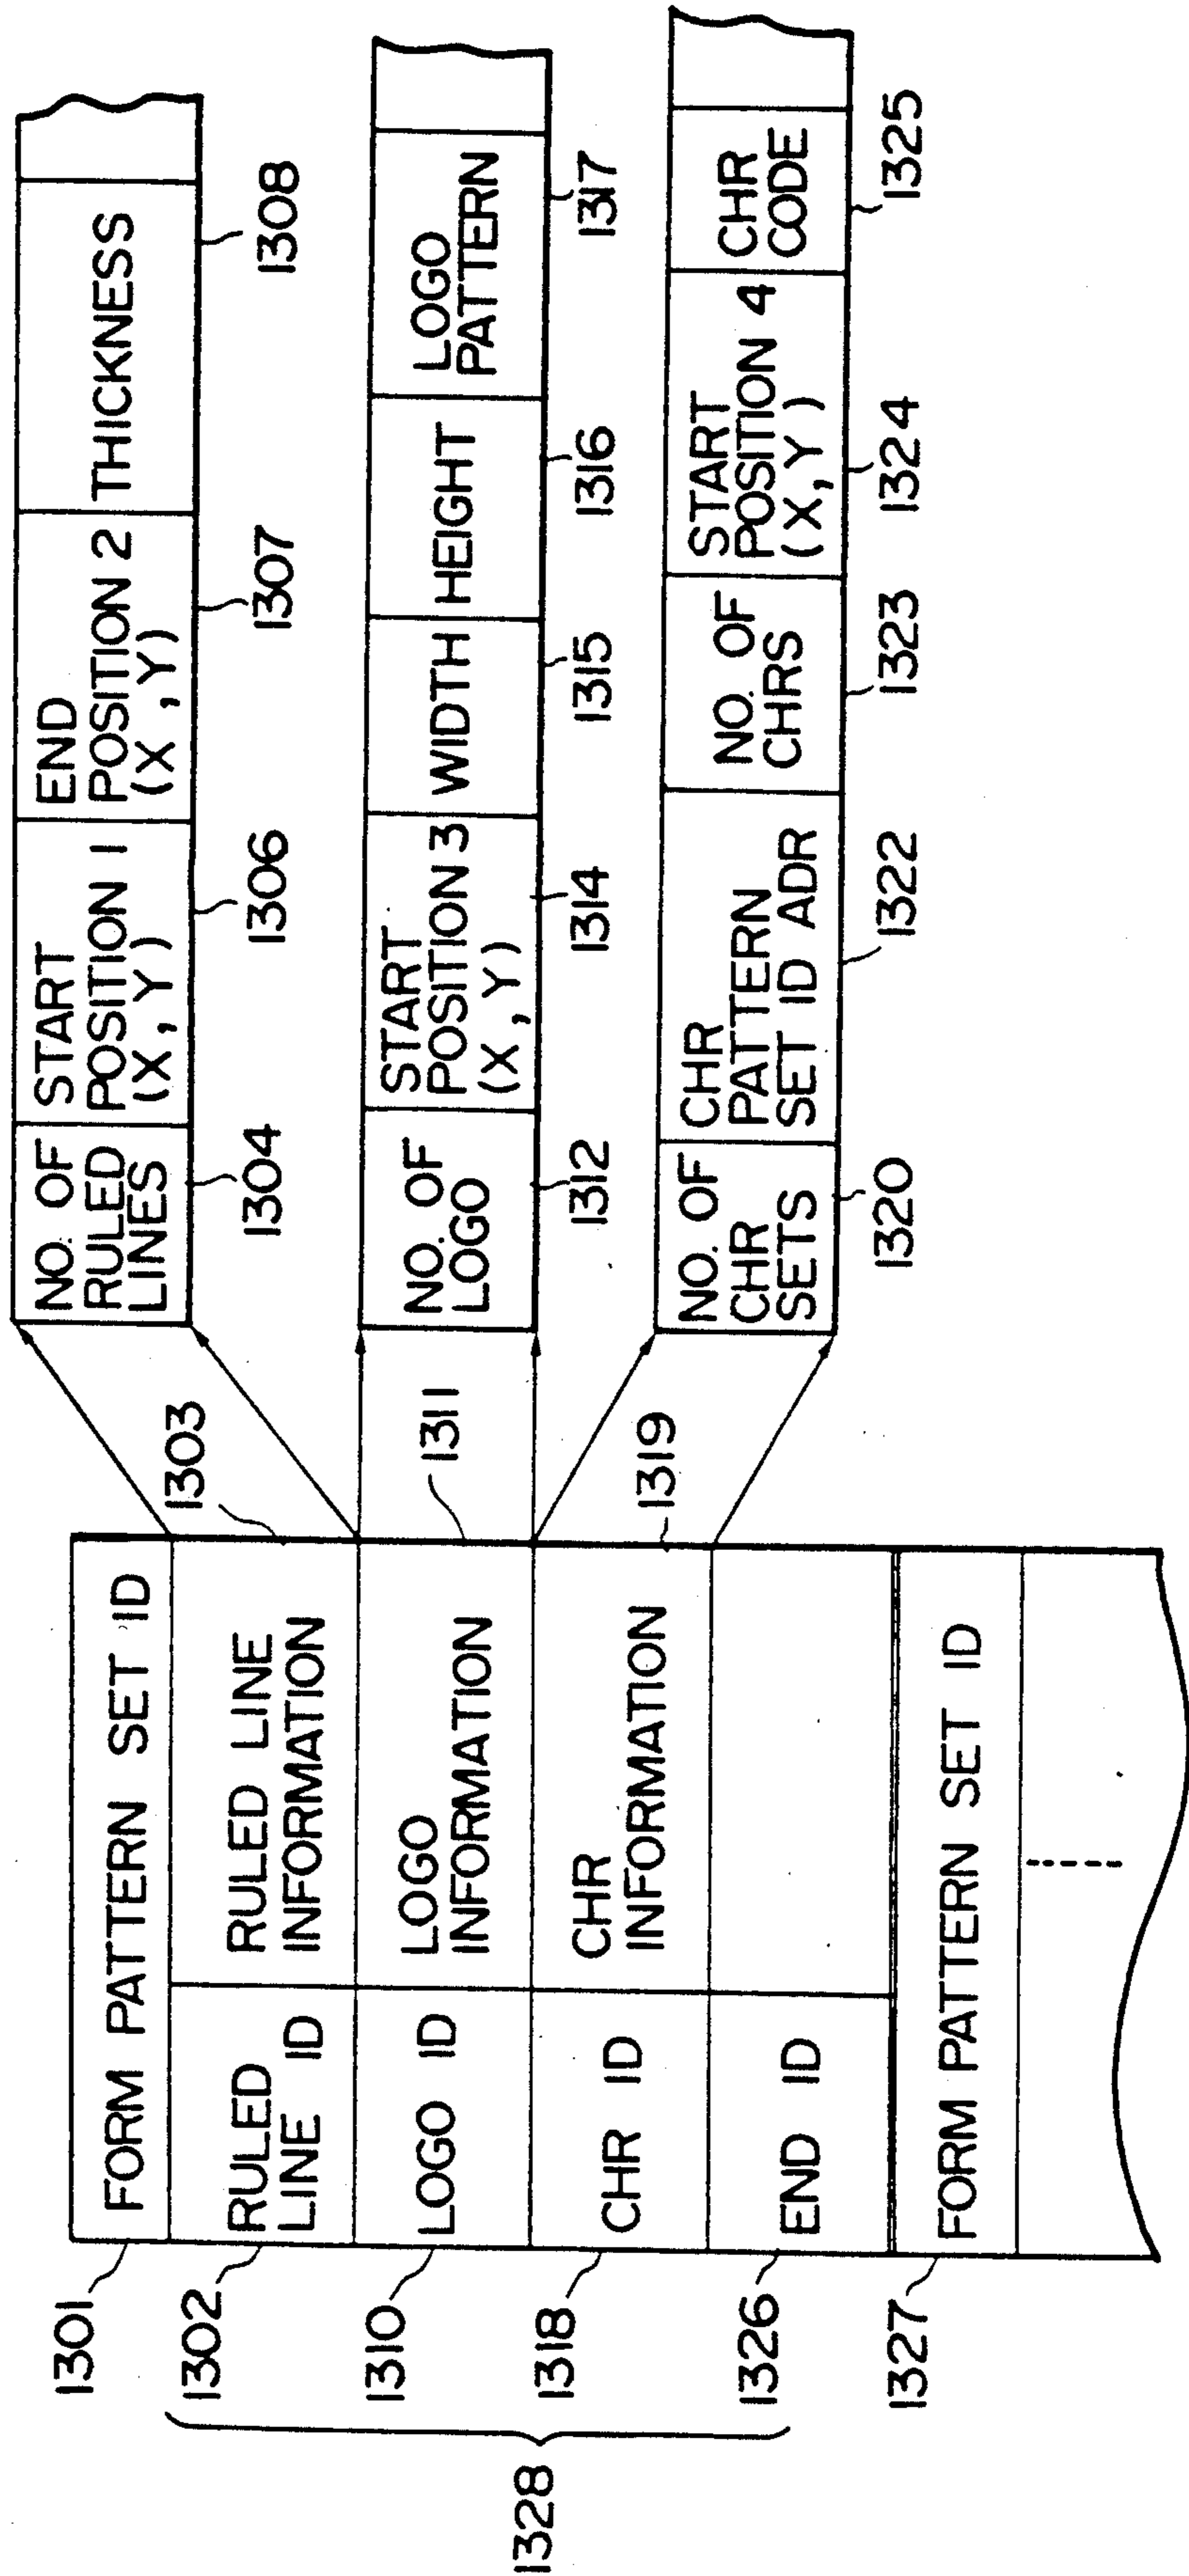 1301
FORM PATTERN SET ID
1302
RULED
LINE ID
RULED LINE
INFORMATION
1303
1310
LOGO ID
LOGO
INFORMATION
1311
1318
CHR ID
CHR
INFORMATION
1319
1326
END ID
1327
FORM PATTERN SET ID
1328
NO. OF
RULED
LINES
1304
START
POSITION 1
(X, Y)
1306
END
POSITION 2
(X, Y)
1307
THICKNESS
1308
NO. OF
LOGO
1312
START
POSITION 3
(X, Y)
1314
WIDTH
1315
HEIGHT
1316
LOGO
PATTERN
1317
NO. OF
CHR
SETS
1320
CHR
PATTERN
SET ID ADR
1322
NO. OF
CHRS
1323
START
POSITION 4
(X, Y)
1324
CHR
CODE
1325